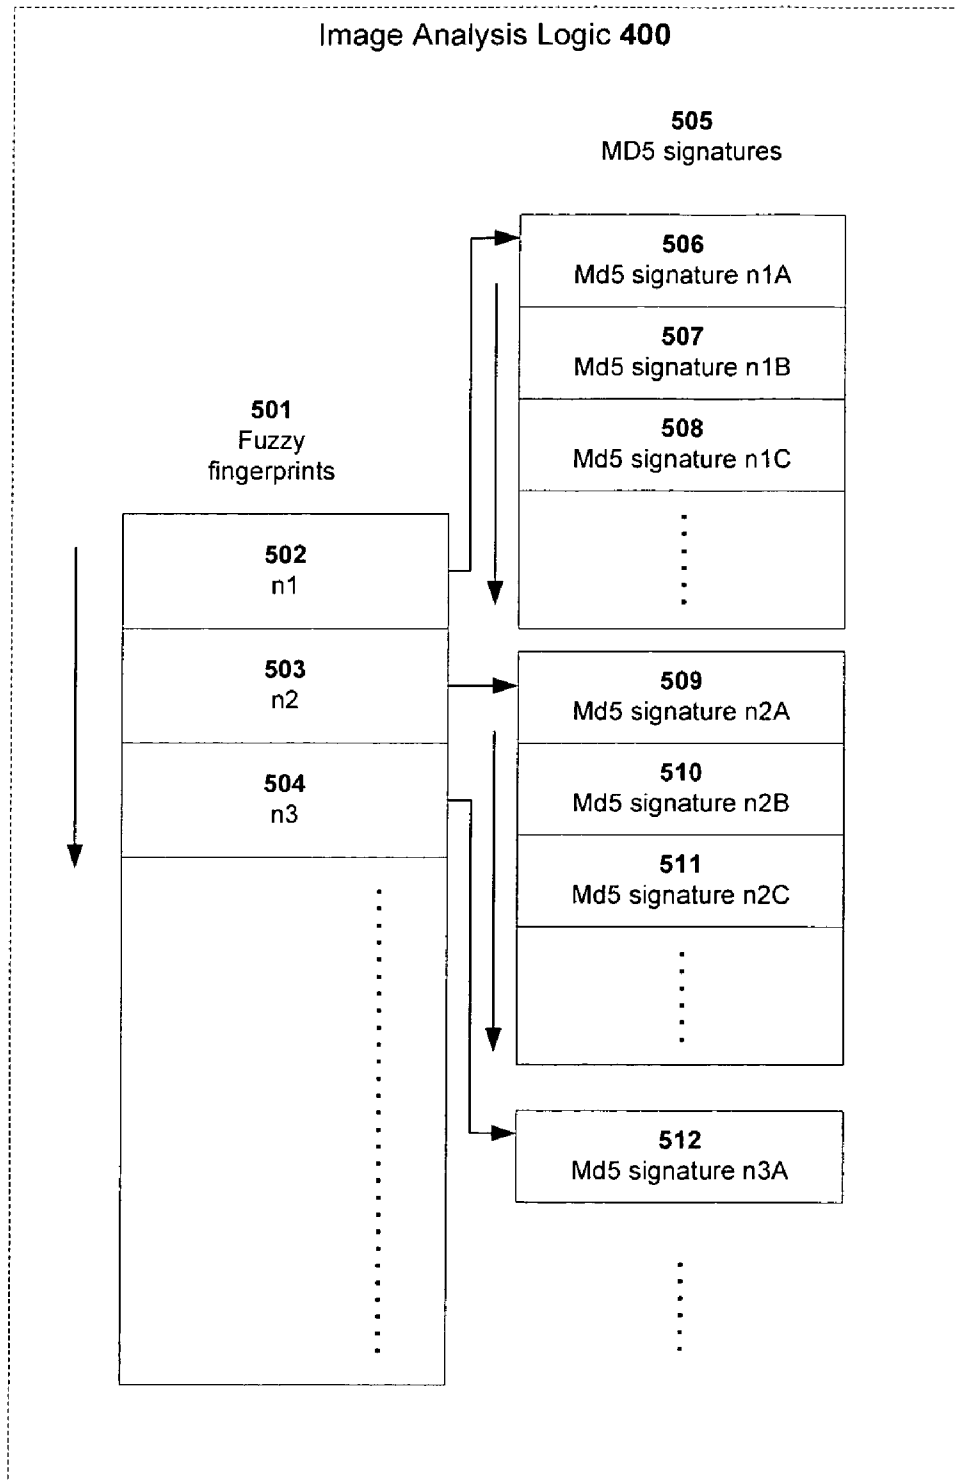 Image Analysis Logic 400
505
MD5 signatures
506
Md5 signature n1A
507
Md5 signature n1B
508
Md5 signature n1C
501
Fuzzy
fingerprints
502
n1
503
n2
504
n3
509
Md5 signature n2A
510
Md5 signature n2B
511
Md5 signature n2C
512
Md5 signature n3A